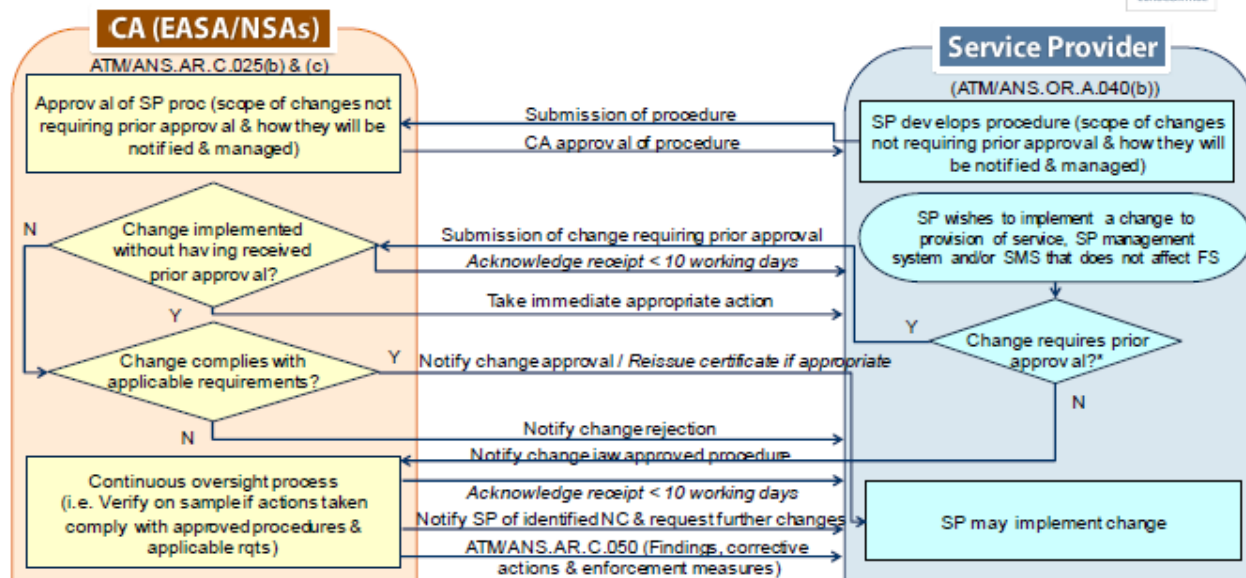 CA (EASA/NSAs)
ATM/ANS.AR.C.025(b) & (c)
Approval of SP proc (scope of changes not
requiring prior approval & how they will be
notified & managed)
Service Provider
(ATM/ANS.OR.A.040(b))
SP develops procedure (scope of changes
not requiring prior approval & how they will
be notified & managed)
Submission of procedure
CA approval of procedure
N
Change implemented
without having received
prior approval?
Y
Submission of change requiring prior approval
Acknowledge receipt < 10 working days
Take immediate appropriate action
SP wishes to implement a change to
provision of service, SP management
system and/or SMS that does not affect FS
Y
Change requires prior
approval?*
N
Change complies with
applicable requirements?
Y
N
Notify change approval / Reissue certificate if appropriate
Notify change rejection
Notify change iaw approved procedure
Continuous oversight process
(i.e. Verify on sample if actions taken
comply with approved procedures &
applicable rqts)
Acknowledge receipt < 10 working days
Notify SP of identified NC & request further changes
ATM/ANS.AR.C.050 (Findings, corrective
actions & enforcement measures)
SP may implement change